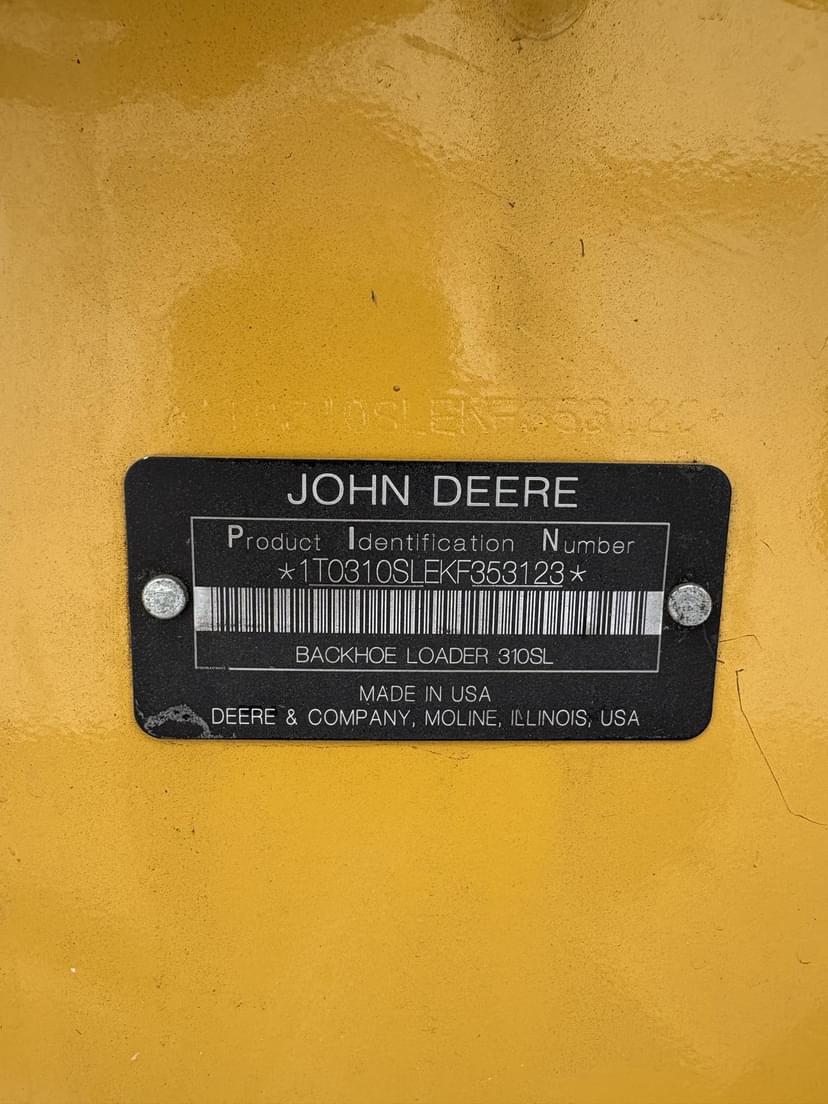 JOHN DEERE
Product Identification Number
*1T0310SLEKF353123*
BACKHOE LOADER 310SL
MADE IN USA
DEERE & COMPANY, MOLINE, ILLINOIS, USA